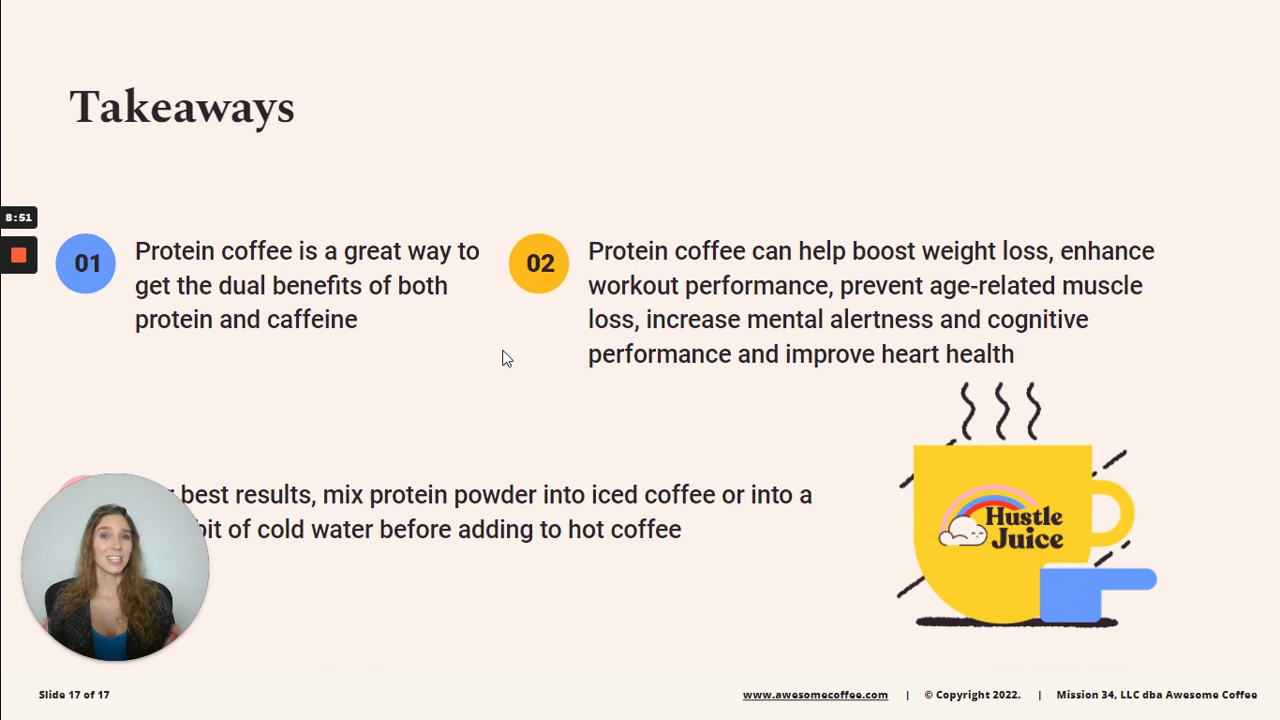 Takeaways
8:51
01
Protein coffee is a great way to
get the dual benefits of both
protein and caffeine
02
Protein coffee can help boost weight loss, enhance
workout performance, prevent age-related muscle
loss, increase mental alertness and cognitive
performance and improve heart health
best results, mix protein powder into iced coffee or into a
bit of cold water before adding to hot coffee
Hustle
Juice
Slide 17 of 17
www.awesomecoffee.com | © Copyright 2022. | Mission 34, LLC dba Awesome Coffee